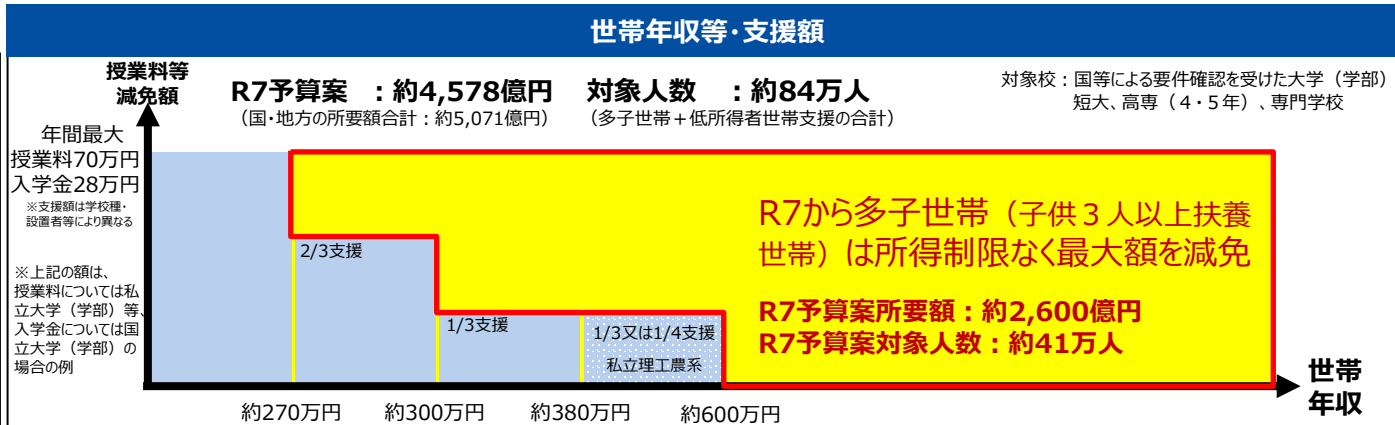 世帯年収等・支援額
授業料等
減免額
R7予算案　：約4,578億円
（国・地方の所要額合計：約5,071億円）
対象人数　：約84万人
（多子世帯＋低所得者世帯支援の合計）
対象校：国等による要件確認を受けた大学（学部）
短大、高専（４・５年）、専門学校
年間最大
授業料70万円
入学金28万円
※支援額は学校種・
設置者等により異なる
※上記の額は、
授業料については私
立大学（学部）等、
入学金については国
立大学（学部）の
場合の例
2/3支援
1/3支援
1/3又は1/4支援
私立理工農系
R7から多子世帯（子供３人以上扶養
世帯）は所得制限なく最大額を減免
R7予算案所要額：約2,600億円
R7予算案対象人数：約41万人
約270万円
約300万円
約380万円
約600万円
世帯
年収